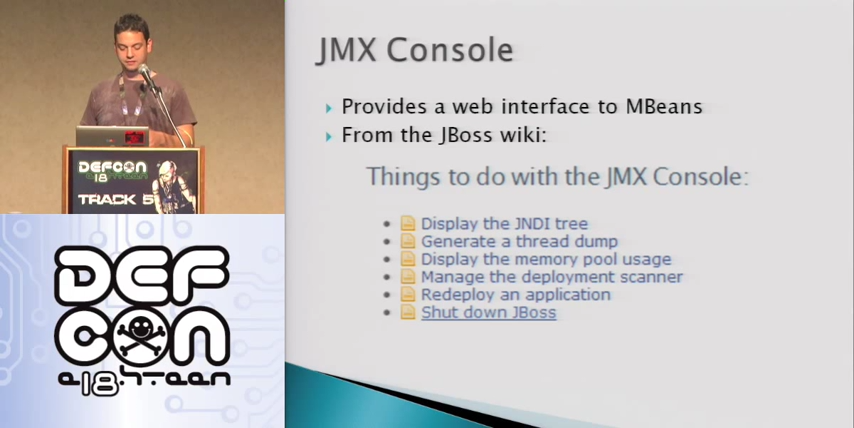 DEFCON
18
TRACK 5
DEF
CON
JMX Console
Provides a web interface to MBeans
From the JBoss wiki:
Things to do with the JMX Console:
Display the JNDI tree
Generate a thread dump
Display the memory pool usage
Manage the deployment scanner
Redeploy an application
Shut down JBoss